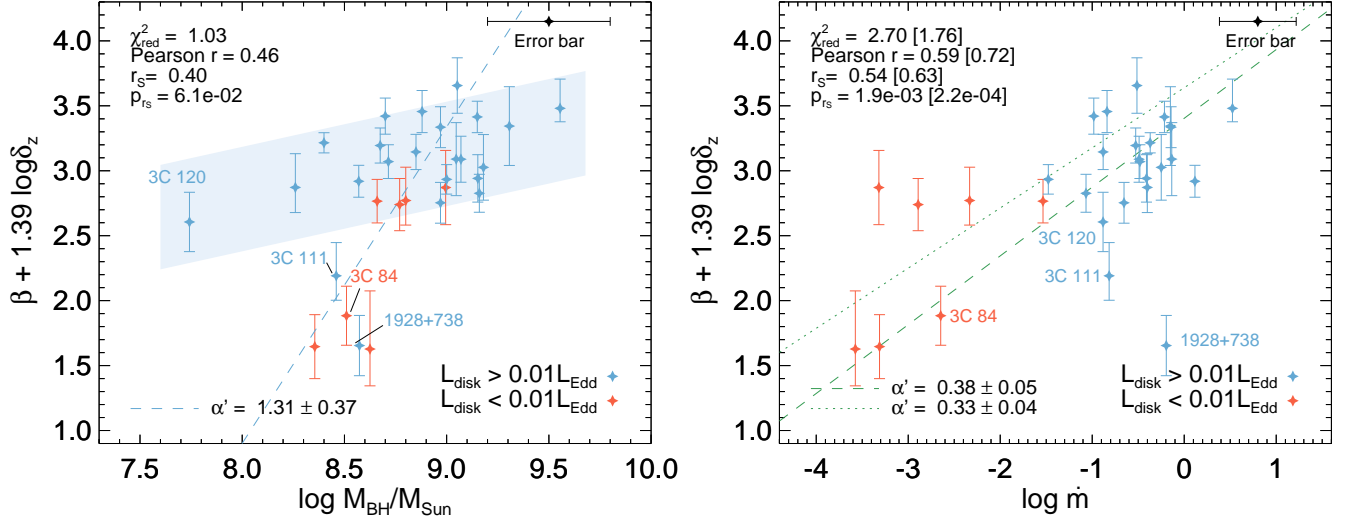 χ²red = 1.03
Pearson r = 0.46
rS= 0.40
prS = 6.1e-02
Error bar
3C 120
3C 111
3C 84
1928+738
Ldisk > 0.01LEdd
Ldisk < 0.01LEdd
α' = 1.31 ± 0.37
β + 1.39 logδz
4.0
3.5
3.0
2.5
2.0
1.5
1.0
7.5 8.0 8.5 9.0 9.5 10.0
log MBH/MSun
χ²red = 2.70 [1.76]
Pearson r = 0.59 [0.72]
rS = 0.54 [0.63]
prS = 1.9e-03 [2.2e-04]
Error bar
3C 120
3C 111
3C 84
1928+738
Ldisk > 0.01LEdd
Ldisk < 0.01LEdd
α' = 0.38 ± 0.05
α' = 0.33 ± 0.04
β + 1.39 logδz
4.0
3.5
3.0
2.5
2.0
1.5
1.0
-4 -3 -2 -1 0 1
log ṁ